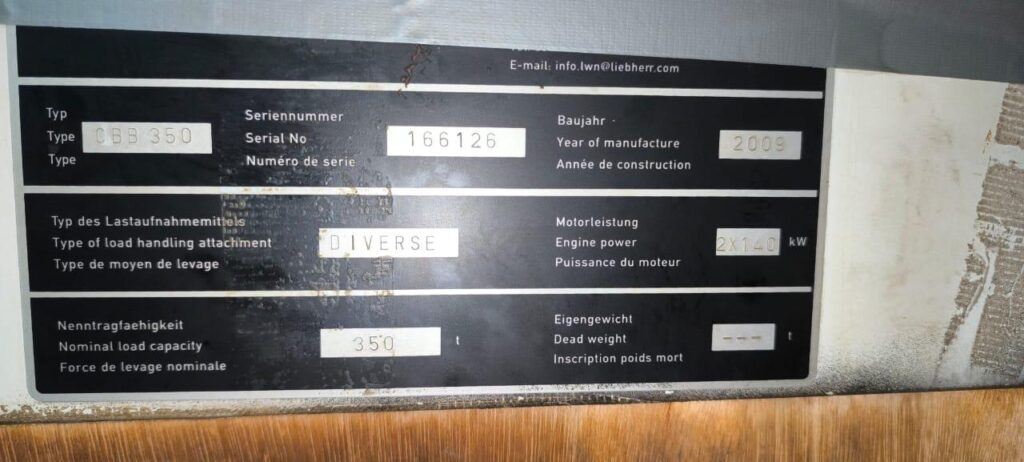 E-mail: info.lwn@liebherr.com
Typ
Type CBB 350
Type
Seriennummer
Serial No 166126
Numéro de serie
Baujahr
Year of manufacture 2009
Année de construction
Typ des Lastaufnahmemittels
Type of load handling attachment DIVERSE
Type de moyen de levage
Motorleistung
Engine power 2X140 kW
Puissance du moteur
Nenntragfaehigkeit
Nominal load capacity 350 t
Force de levage nominale
Eigengewicht
Dead weight --- t
Inscription poids mort